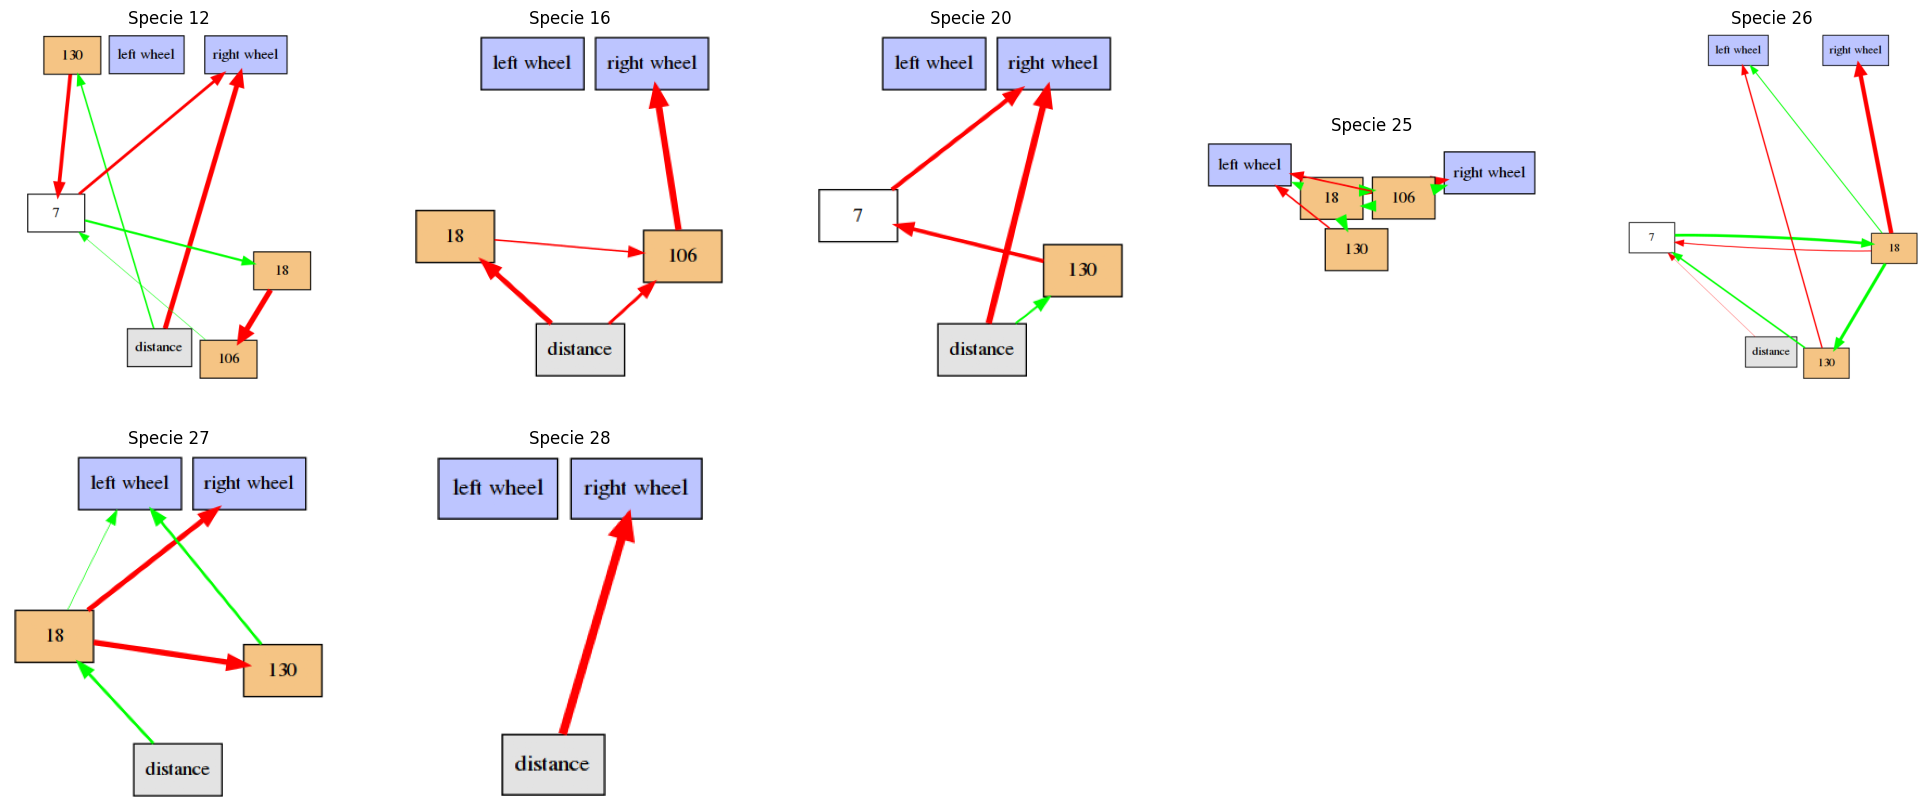 Specie 12
130
left wheel
right wheel
7
18
distance
106
Specie 16
left wheel
right wheel
18
106
distance
Specie 20
left wheel
right wheel
7
130
distance
Specie 25
left wheel
right wheel
18
106
130
Specie 26
left wheel
right wheel
7
18
distance
130
Specie 27
left wheel
right wheel
18
130
distance
Specie 28
left wheel
right wheel
distance